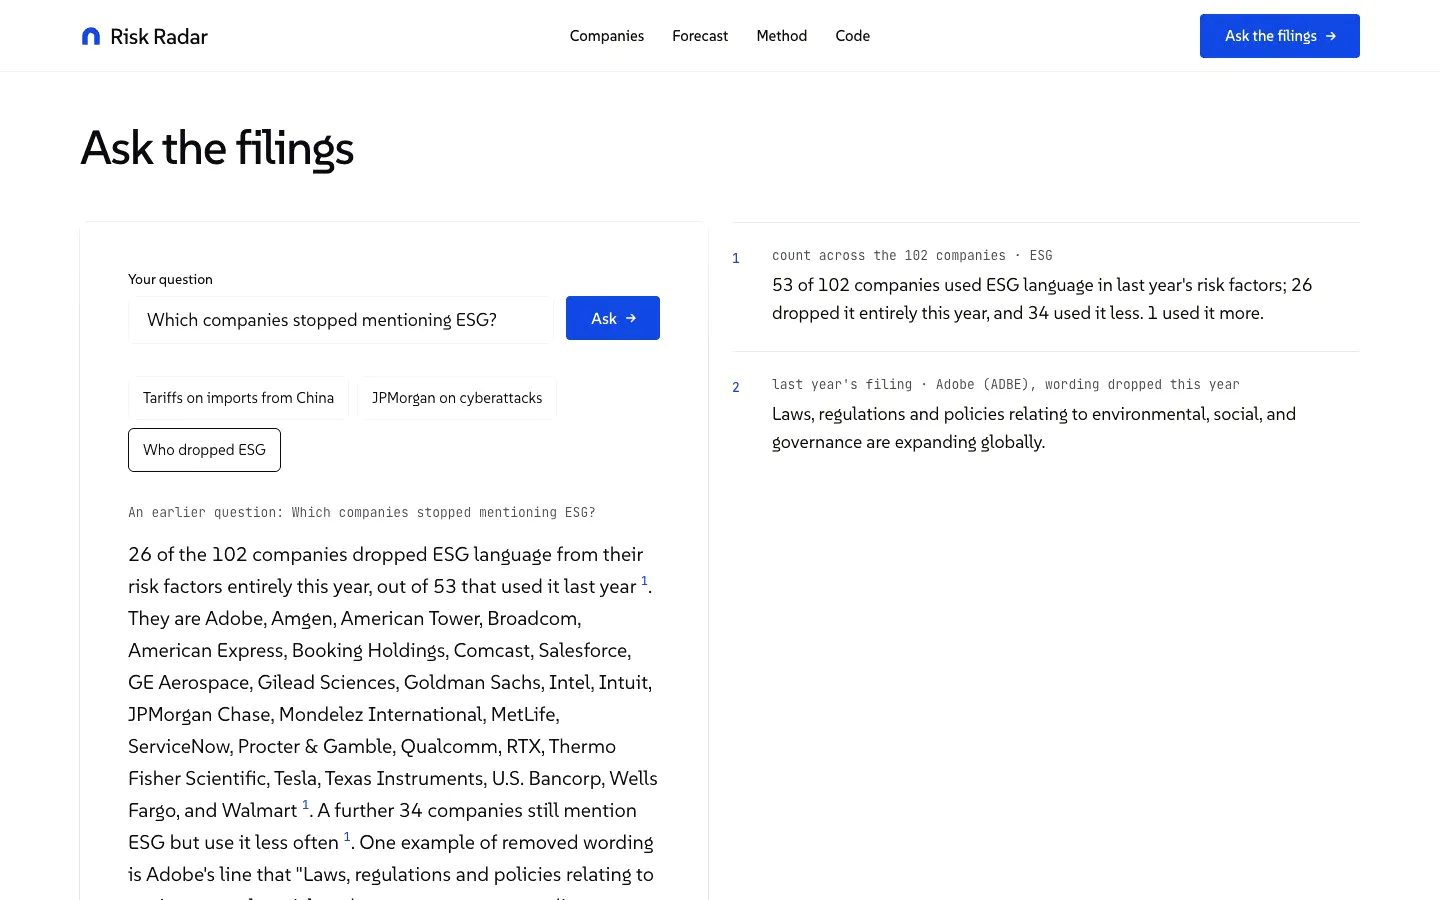 Risk Radar
Companies
Forecast
Method
Code
Ask the filings →
Ask the filings
Your question
Which companies stopped mentioning ESG?
Ask →
Tariffs on imports from China
JPMorgan on cyberattacks
Who dropped ESG
An earlier question: Which companies stopped mentioning ESG?
26 of the 102 companies dropped ESG language from their
risk factors entirely this year, out of 53 that used it last year 1.
They are Adobe, Amgen, American Tower, Broadcom,
American Express, Booking Holdings, Comcast, Salesforce,
GE Aerospace, Gilead Sciences, Goldman Sachs, Intel, Intuit,
JPMorgan Chase, Mondelez International, MetLife,
ServiceNow, Procter & Gamble, Qualcomm, RTX, Thermo
Fisher Scientific, Tesla, Texas Instruments, U.S. Bancorp, Wells
Fargo, and Walmart 1. A further 34 companies still mention
ESG but use it less often 1. One example of removed wording
is Adobe's line that "Laws, regulations and policies relating to
1
count across the 102 companies · ESG
53 of 102 companies used ESG language in last year's risk factors; 26
dropped it entirely this year, and 34 used it less. 1 used it more.
2
last year's filing · Adobe (ADBE), wording dropped this year
Laws, regulations and policies relating to environmental, social, and
governance are expanding globally.